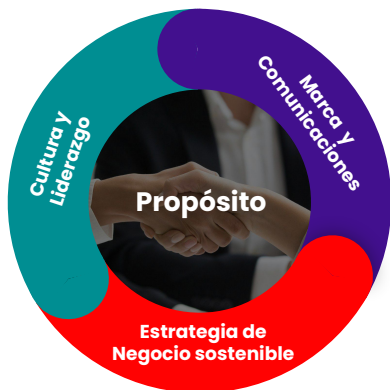 Cultura y
Liderazgo
Marca y
Comunicaciones
Propósito
Estrategia de
Negocio sostenible